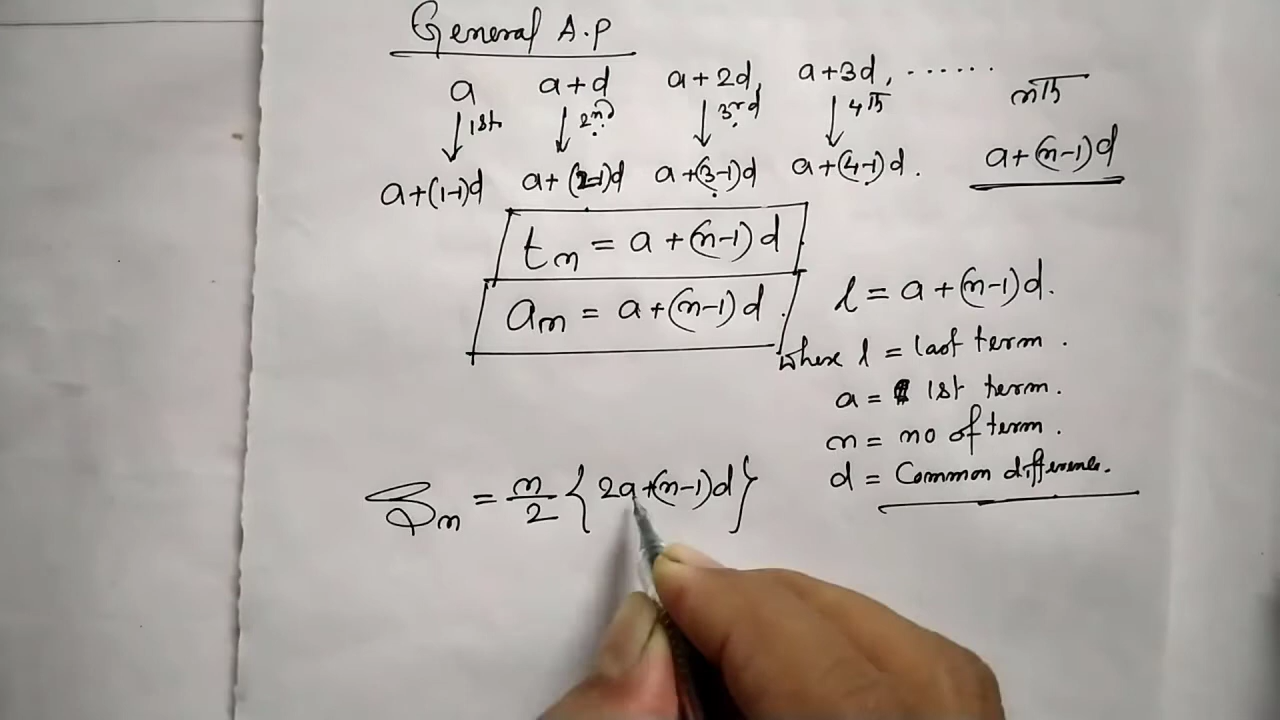 General A.P
a a+d a+2d, a+3d, ...... nth
↓1st ↓2nd ↓3rd ↓4th
a+(1-1)d a+(2-1)d a+(3-1)d a+(4-1)d. a+(n-1)d
tn = a+(n-1)d
an = a+(n-1)d.
l = a+(n-1)d.
where l = last term.
a = 1st term.
n = no of term.
d = Common difference.
Sn = n/2 {2a+(n-1)d}